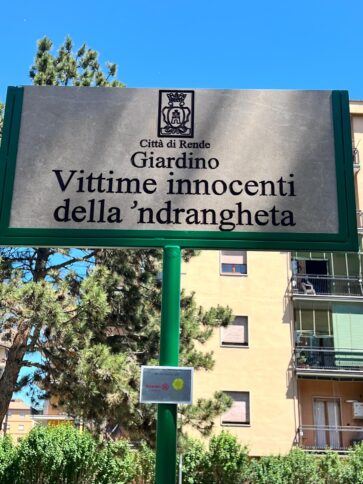 Città di Rende
Giardino
Vittime innocenti
della 'ndrangheta